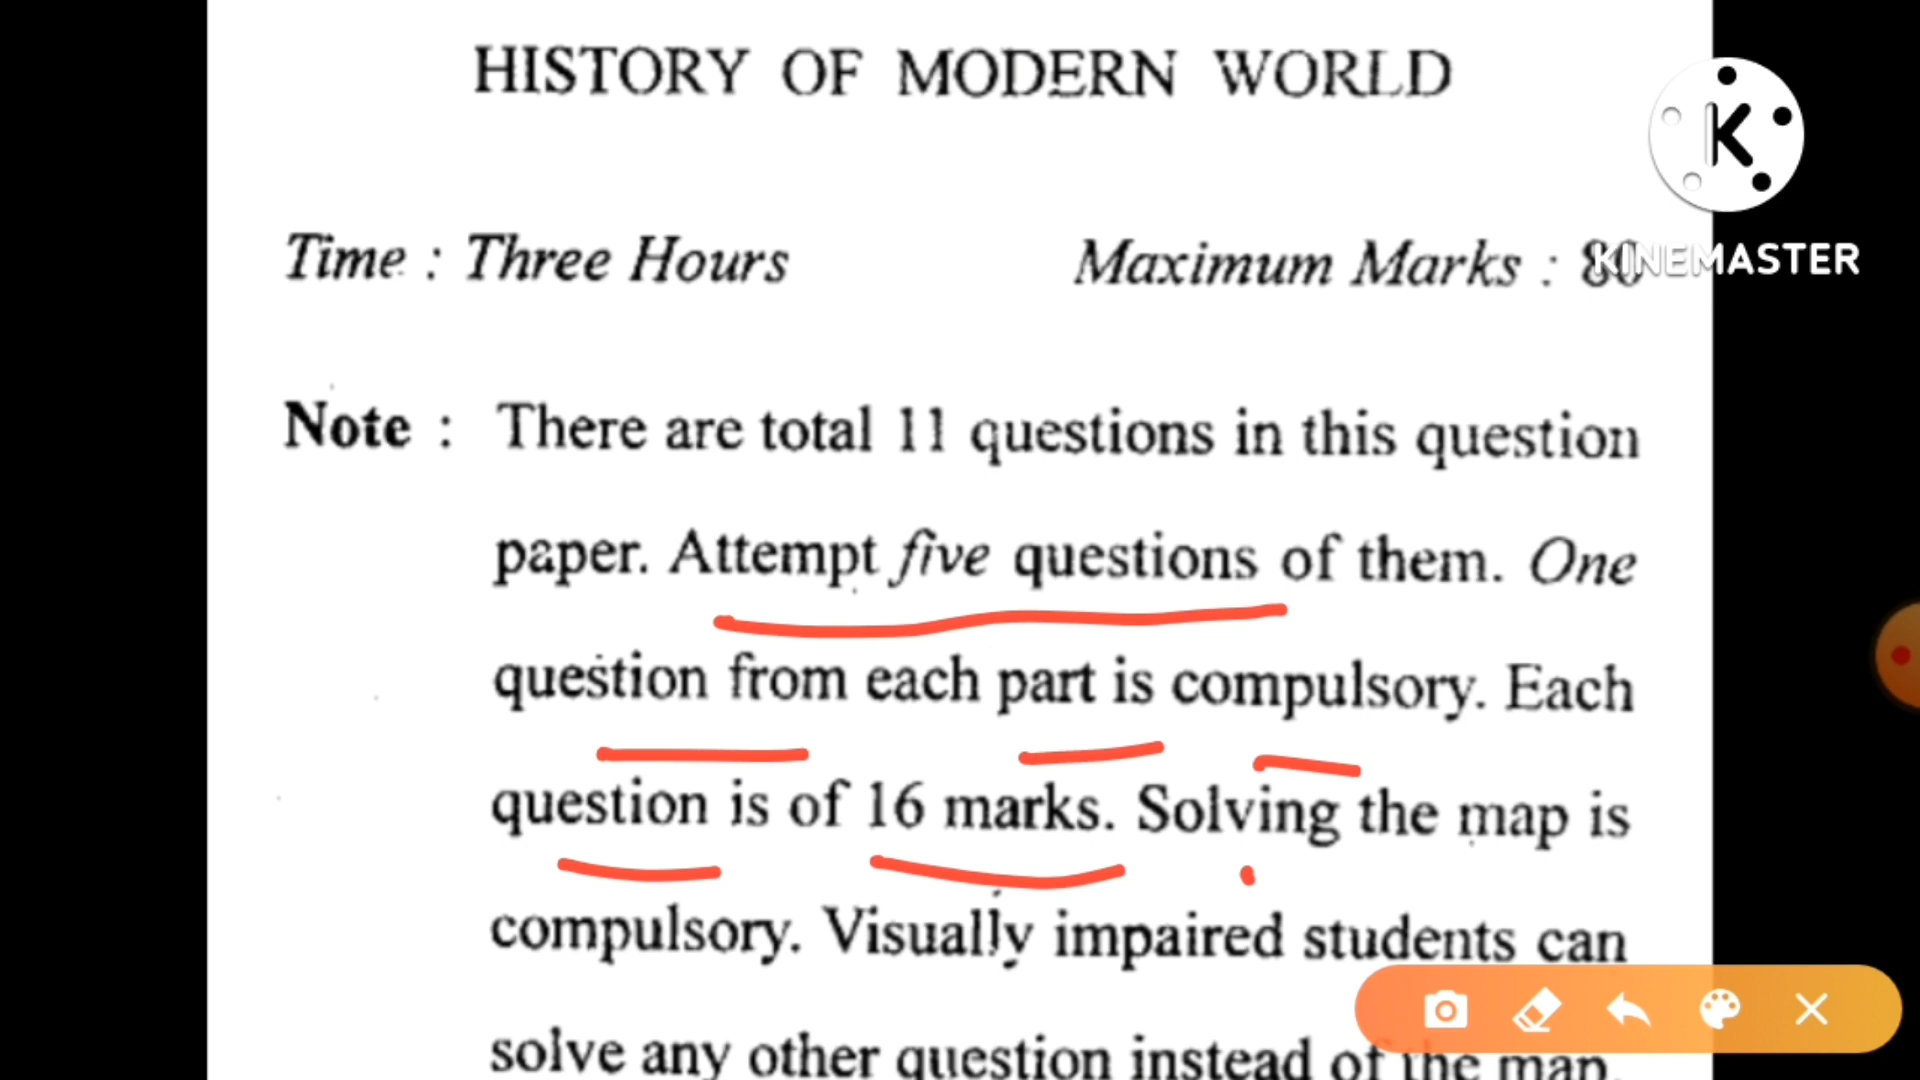 HISTORY OF MODERN WORLD
Time : Three Hours
Maximum Marks : 80
KINEMASTER
Note : There are total 11 questions in this question
paper. Attempt five questions of them. One
question from each part is compulsory. Each
question is of 16 marks. Solving the map is
compulsory. Visually impaired students can
solve any other question instead of the map.